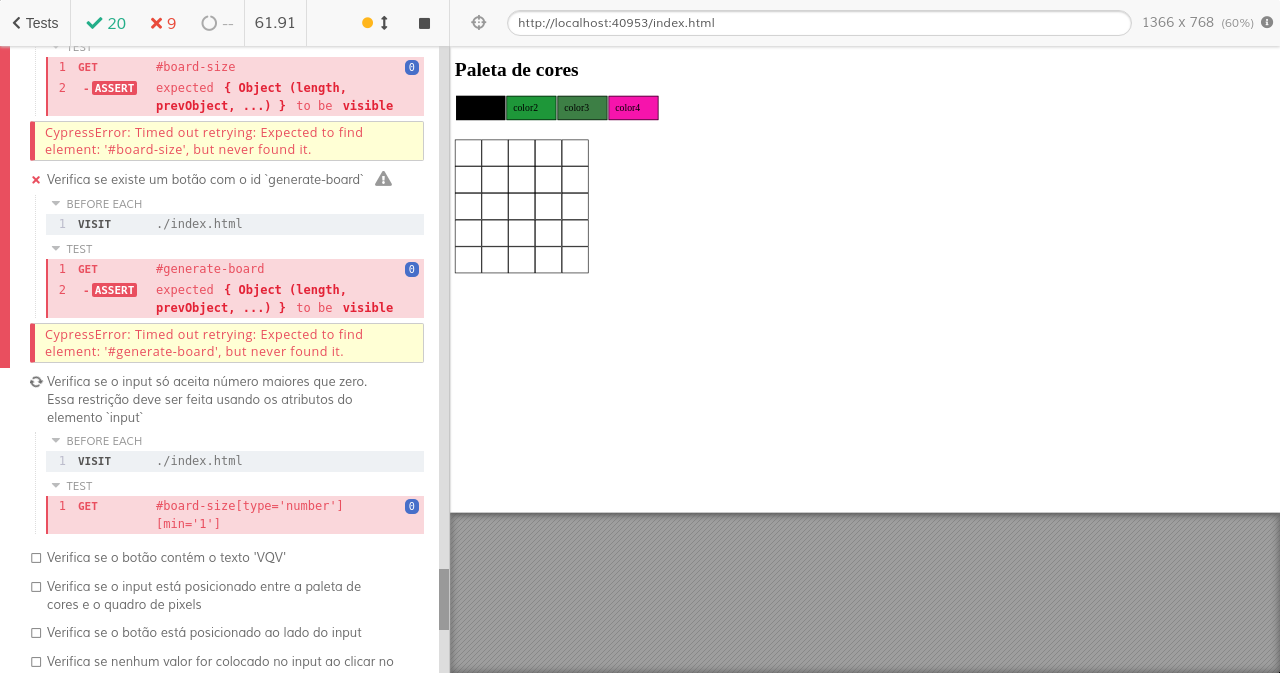 Tests 20 9 -- 61.91
TEST
1 GET #board-size 0
2 -ASSERT expected { Object (length,
prevObject, ...) } to be visible
CypressError: Timed out retrying: Expected to find
element: '#board-size', but never found it.
Verifica se existe um botão com o id `generate-board`
BEFORE EACH
1 VISIT ./index.html
TEST
1 GET #generate-board 0
2 -ASSERT expected { Object (length,
prevObject, ...) } to be visible
CypressError: Timed out retrying: Expected to find
element: '#generate-board', but never found it.
Verifica se o input só aceita número maiores que zero.
Essa restrição deve ser feita usando os atributos do
elemento `input`
BEFORE EACH
1 VISIT ./index.html
TEST
1 GET #board-size[type='number'] 0
[min='1']
Verifica se o botão contém o texto 'VQV'
Verifica se o input está posicionado entre a paleta de
cores e o quadro de pixels
Verifica se o botão está posicionado ao lado do input
Verifica se nenhum valor for colocado no input ao clicar no
http://localhost:40953/index.html 1366 x 768 (60%)
Paleta de cores
color2 color3 color4